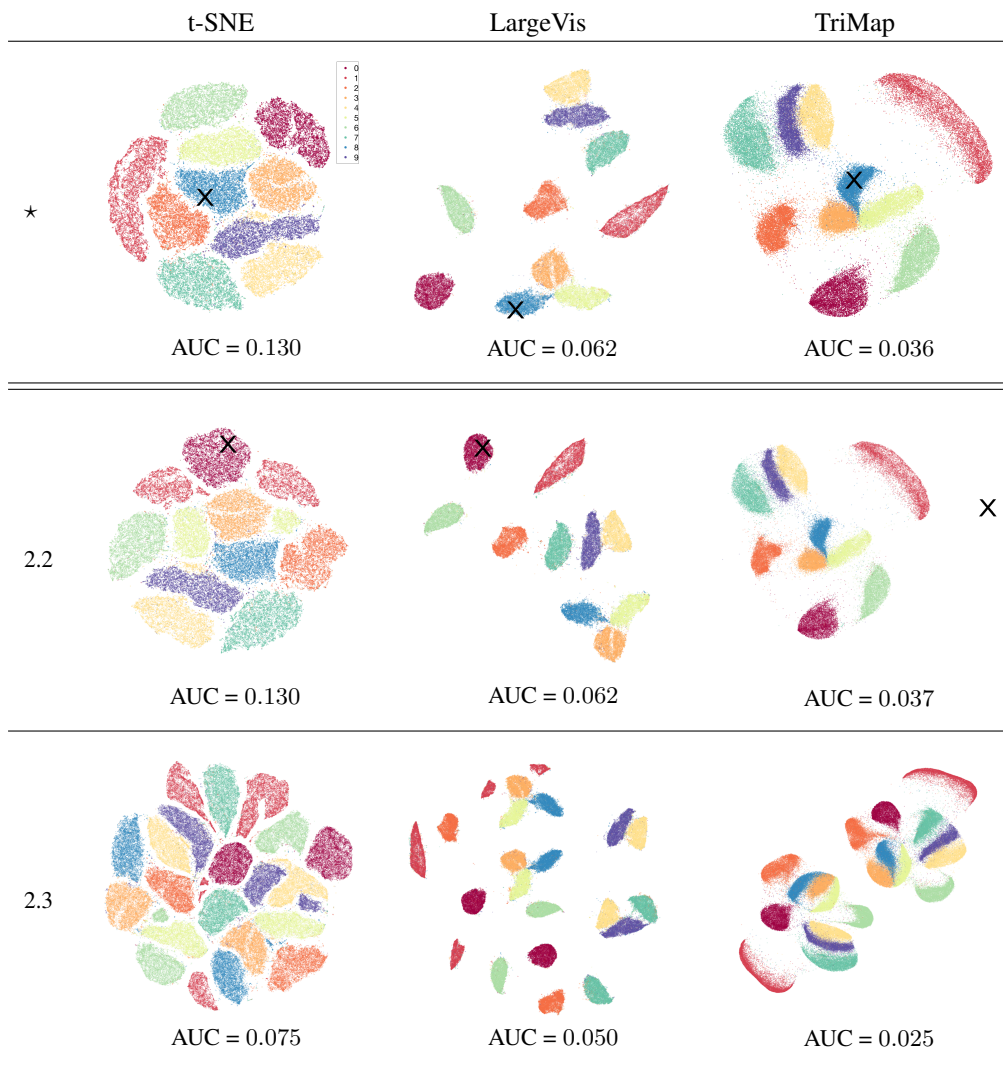 t-SNE LargeVis TriMap
0
1
2
3
4
5
6
7
8
9
X X X
⋆
AUC = 0.130 AUC = 0.062 AUC = 0.036
X X X
2.2
AUC = 0.130 AUC = 0.062 AUC = 0.037
2.3
AUC = 0.075 AUC = 0.050 AUC = 0.025